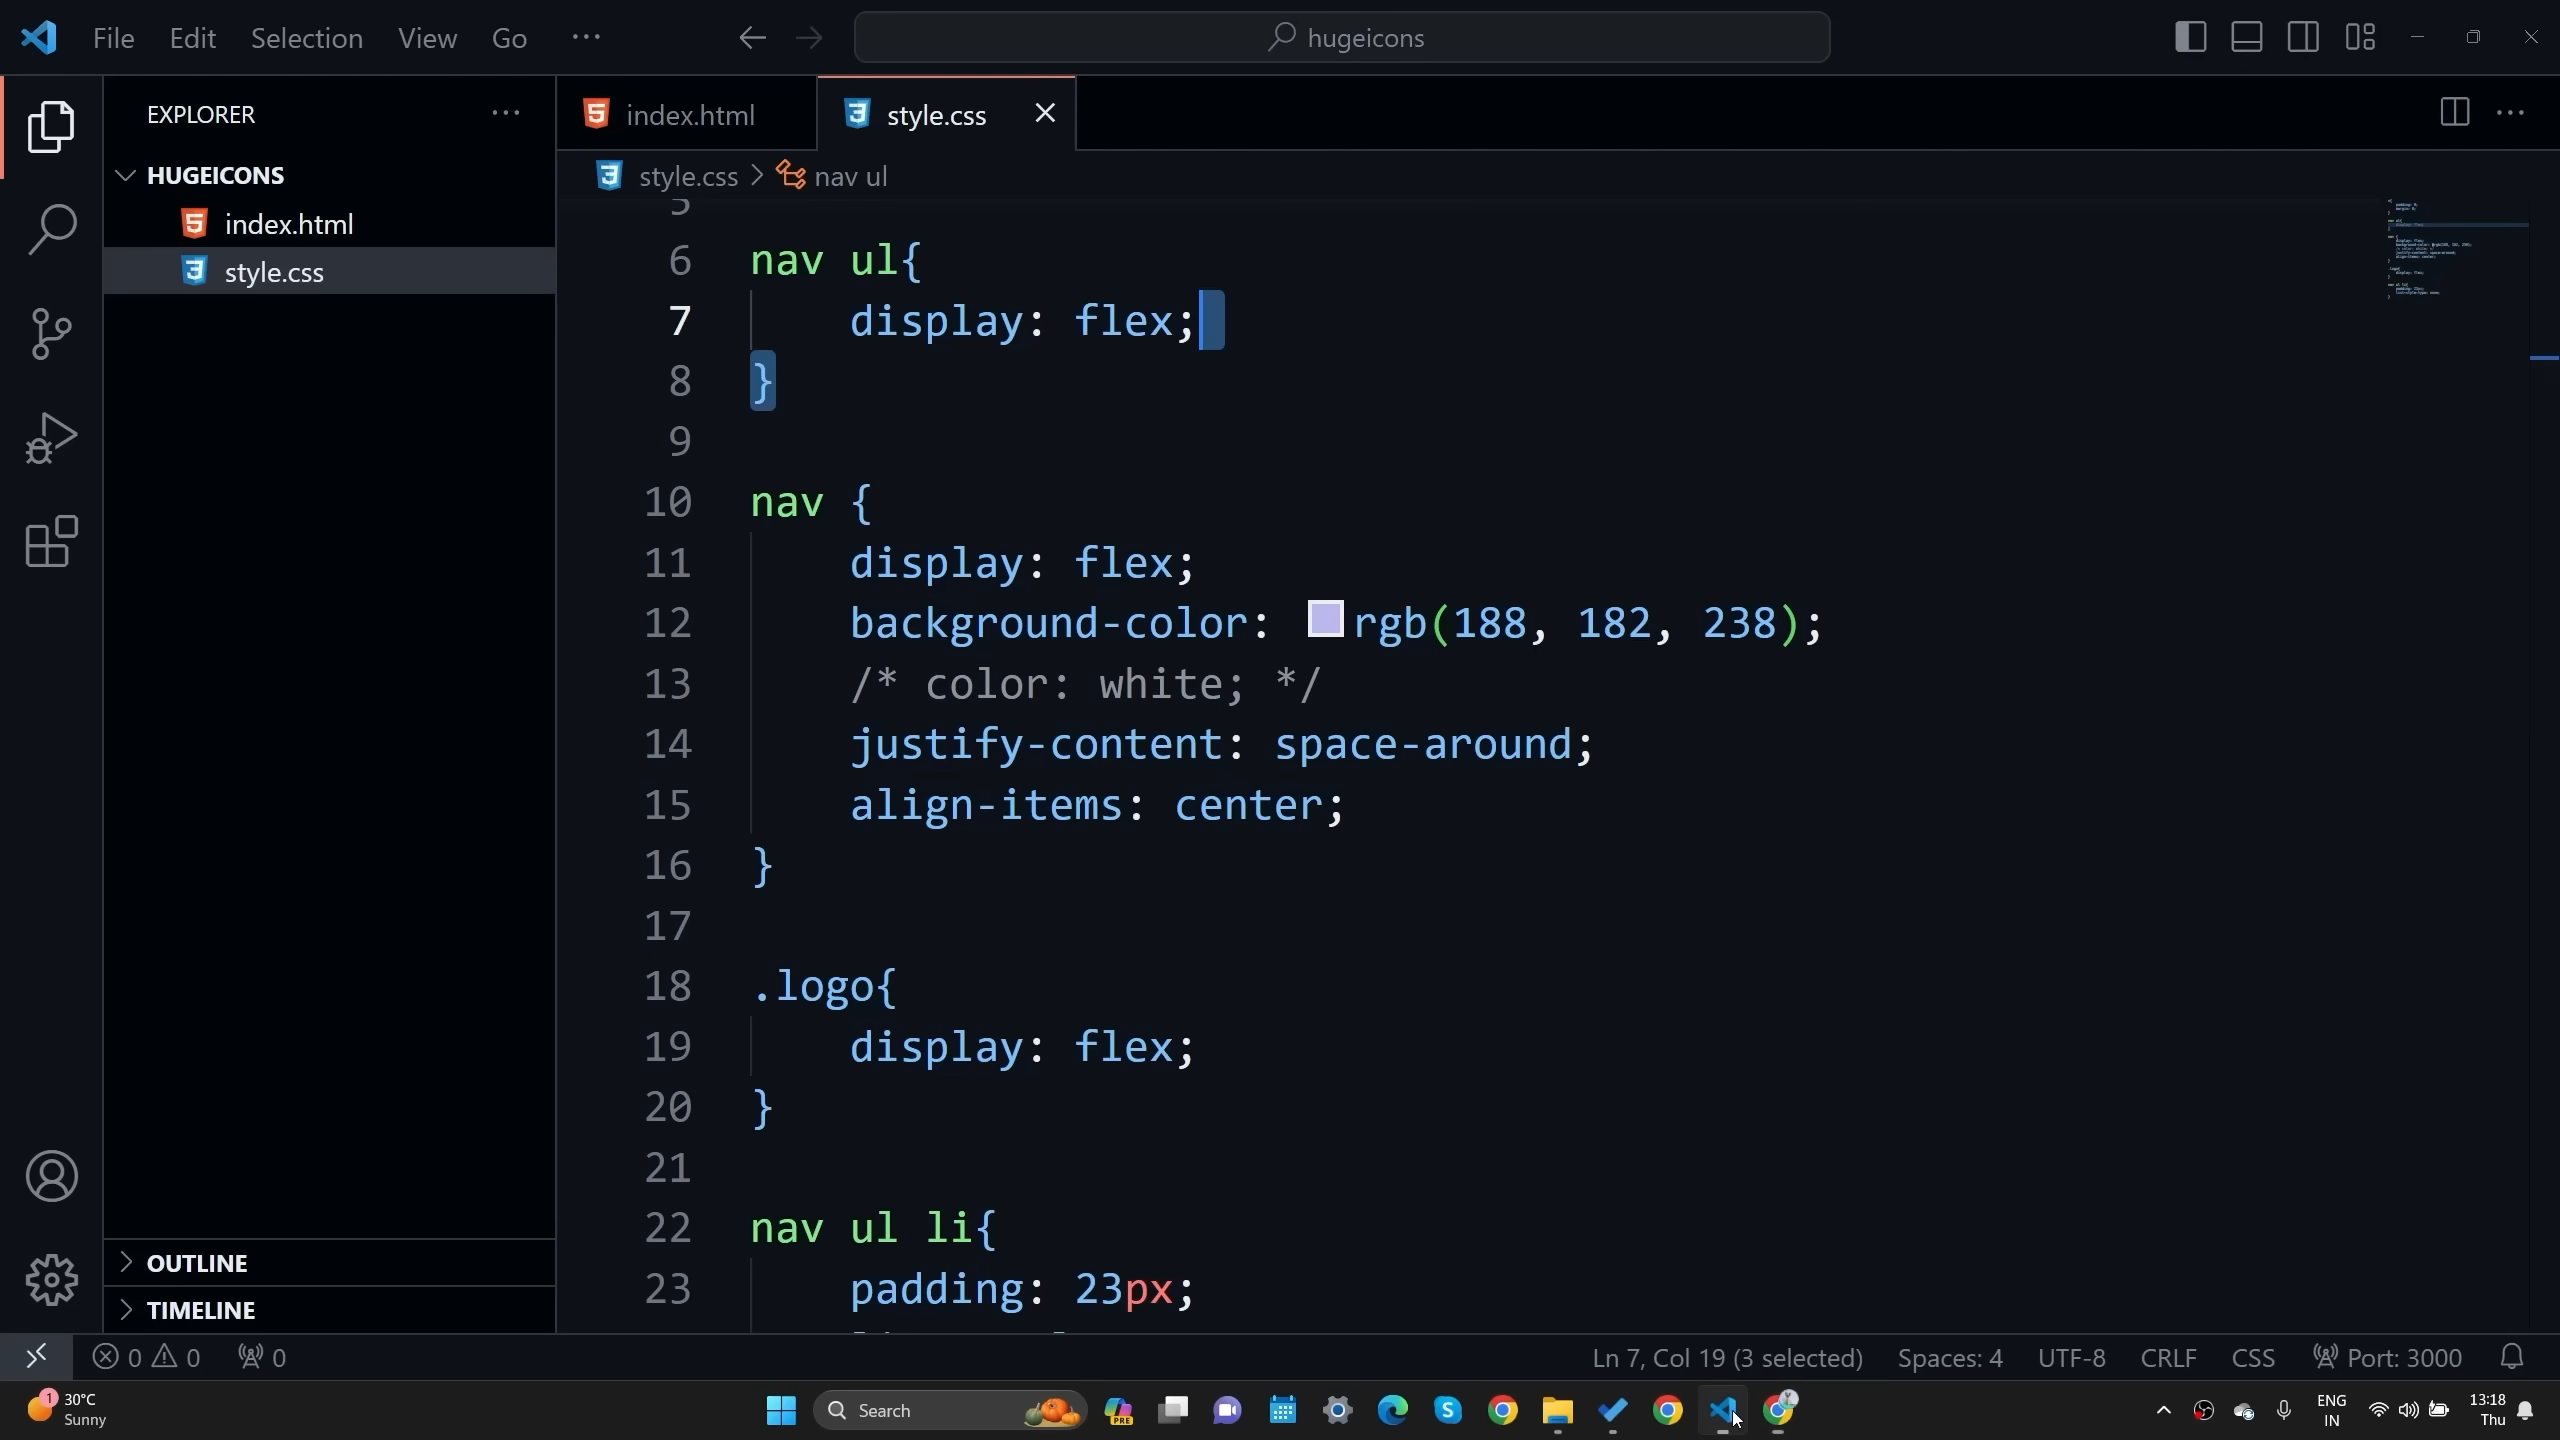 File Edit Selection View Go ···
hugeicons
EXPLORER ···
HUGEICONS
index.html
style.css
OUTLINE
TIMELINE
index.html
style.css
style.css > nav ul
5
6 nav ul{
7 display: flex;
8 }
9
10 nav {
11 display: flex;
12 background-color: rgb(188, 182, 238);
13 /* color: white; */
14 justify-content: space-around;
15 align-items: center;
16 }
17
18 .logo{
19 display: flex;
20 }
21
22 nav ul li{
23 padding: 23px;
0 0 0
Ln 7, Col 19 (3 selected) Spaces: 4 UTF-8 CRLF CSS Port: 3000
1
30°C
Sunny
Search
PRE
ENG
IN
13:18
Thu